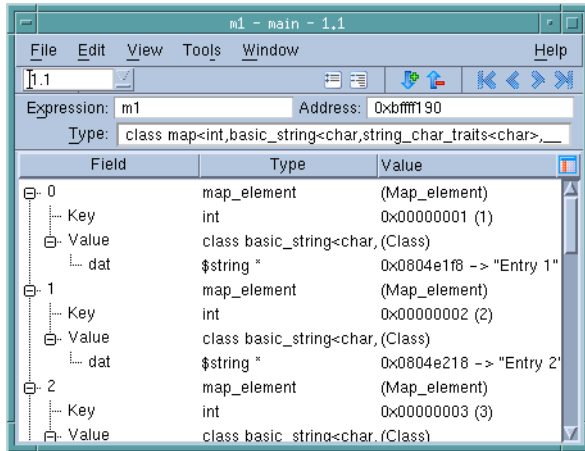 m1 - main - 1.1
File Edit View Tools Window Help
1.1
Expression: m1 Address: 0xbffff190
Type: class map<int,basic_string<char,string_char_traits<char>,__
Field Type Value
0 map_element (Map_element)
Key int 0x00000001 (1)
Value class basic_string<char, (Class)
dat $string * 0x0804e1f8 -> "Entry 1"
1 map_element (Map_element)
Key int 0x00000002 (2)
Value class basic_string<char, (Class)
dat $string * 0x0804e218 -> "Entry 2"
2 map_element (Map_element)
Key int 0x00000003 (3)
Value class basic_string<char, (Class)